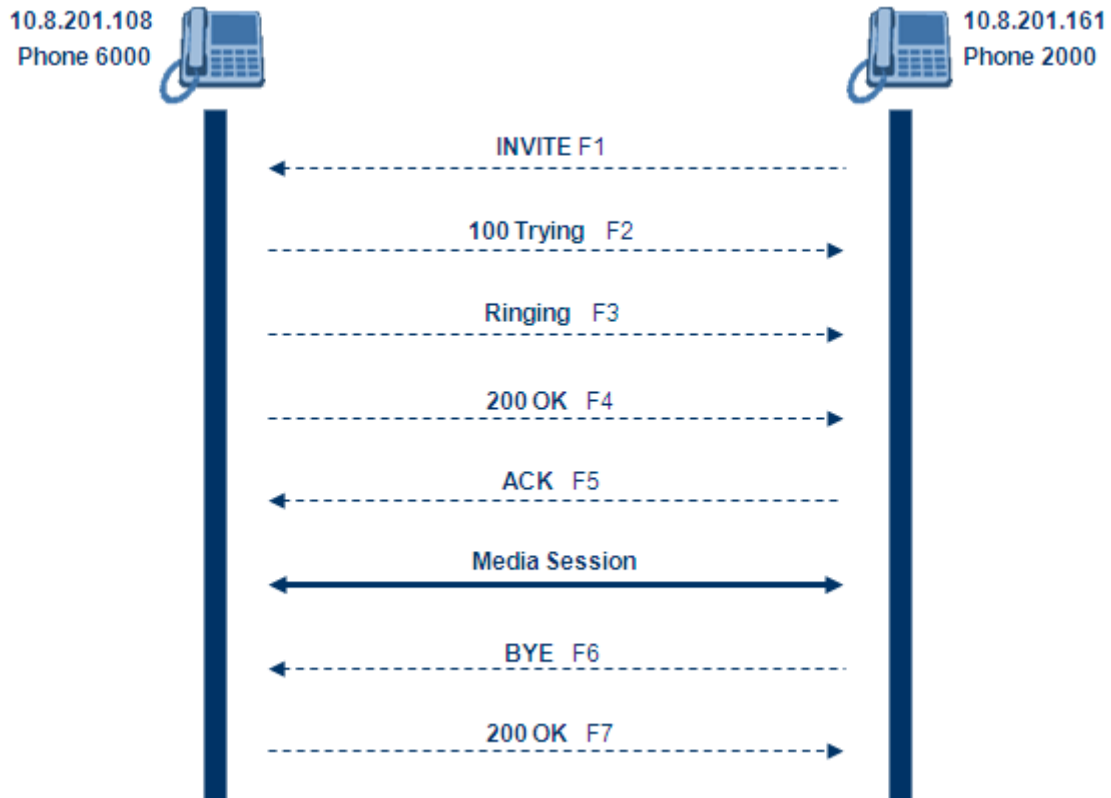 10.8.201.108
Phone 6000
10.8.201.161
Phone 2000
INVITE F1
100 Trying F2
Ringing F3
200 OK F4
ACK F5
Media Session
BYE F6
200 OK F7